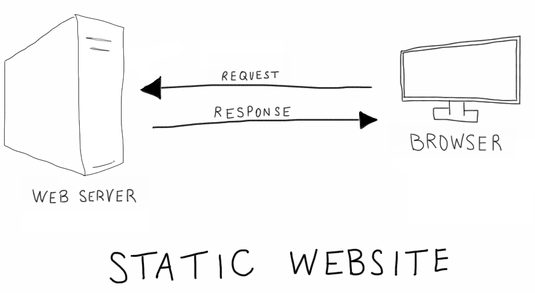 REQUEST
RESPONSE
BROWSER
WEB SERVER
STATIC WEBSITE